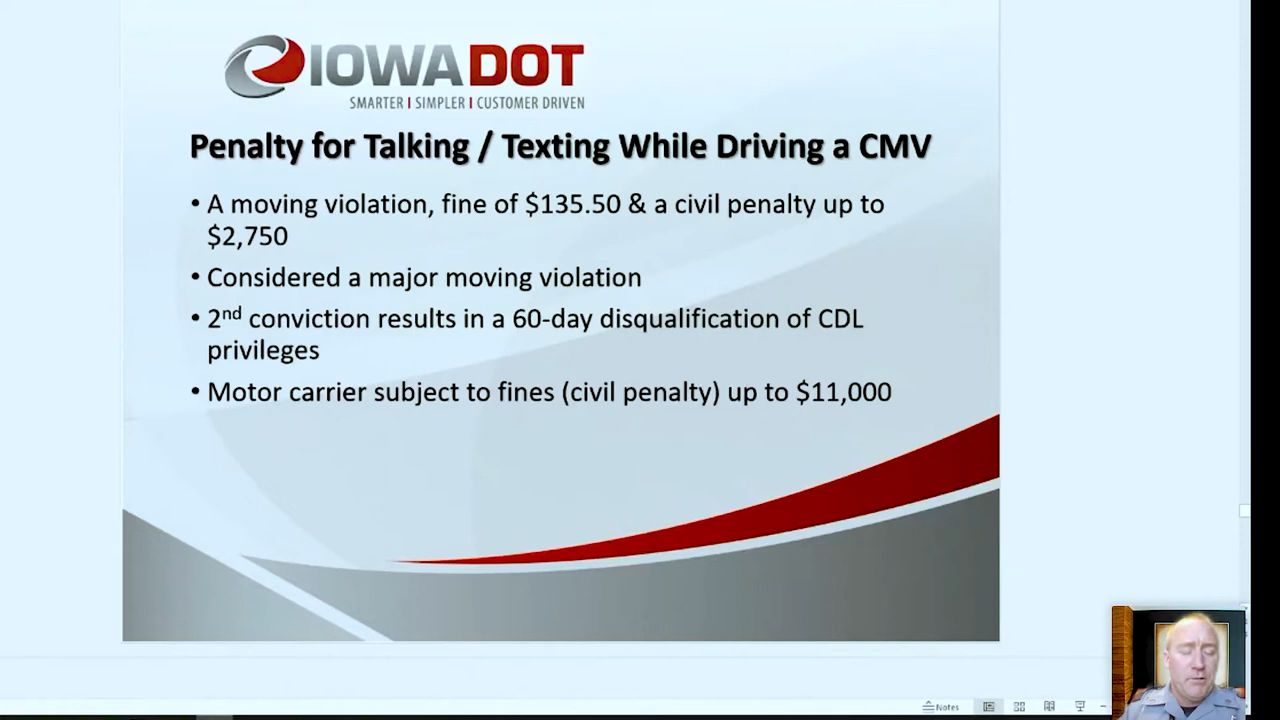 IOWADOT
SMARTER | SIMPLER | CUSTOMER DRIVEN
Penalty for Talking / Texting While Driving a CMV
• A moving violation, fine of $135.50 & a civil penalty up to
$2,750
• Considered a major moving violation
• 2nd conviction results in a 60-day disqualification of CDL
privileges
• Motor carrier subject to fines (civil penalty) up to $11,000
Notes